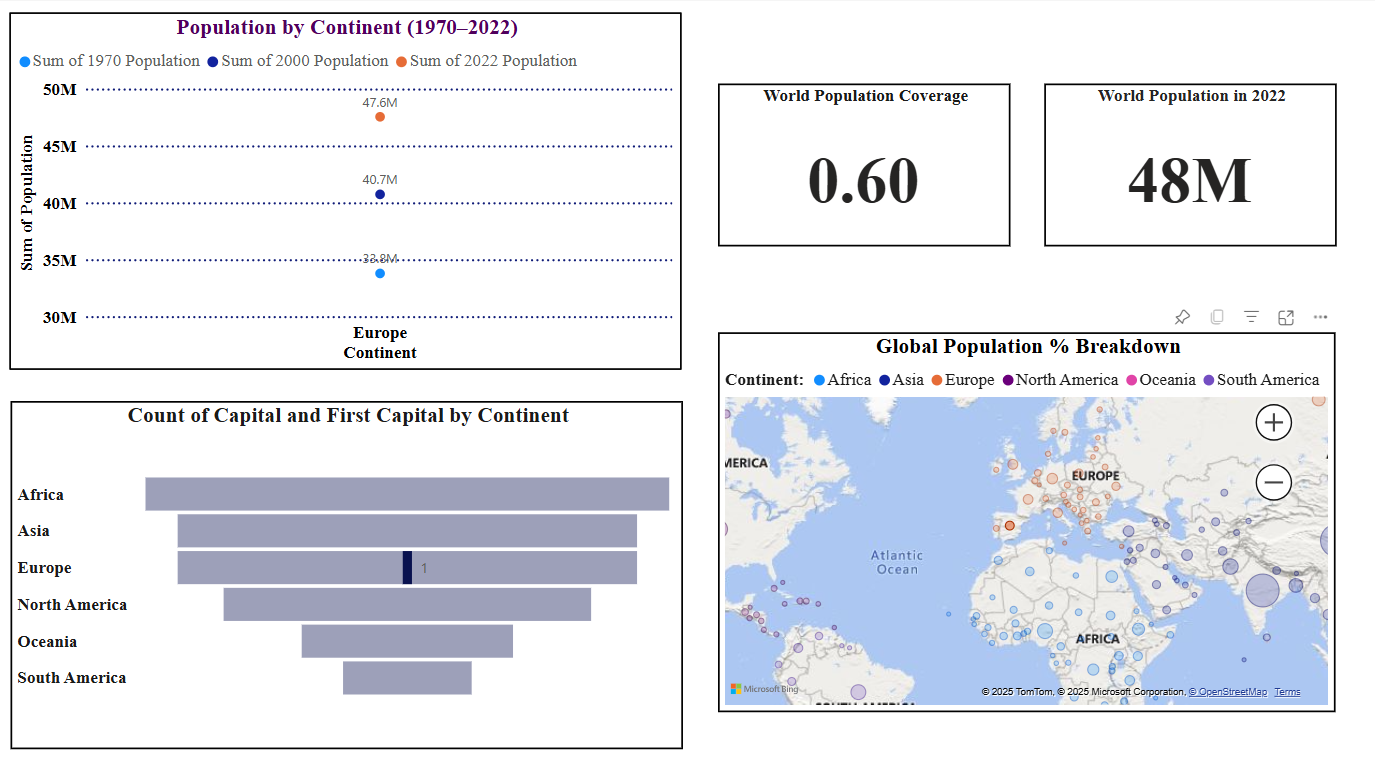 Population by Continent (1970–2022)
Sum of 1970 Population Sum of 2000 Population Sum of 2022 Population
Sum of Population
50M
45M
40M
35M
30M
47.6M
40.7M
33.8M
Europe
Continent
World Population Coverage
0.60
World Population in 2022
48M
Count of Capital and First Capital by Continent
Africa
Asia
Europe
1
North America
Oceania
South America
Global Population % Breakdown
Continent: Africa Asia Europe North America Oceania South America
MERICA
EUROPE
Atlantic
Ocean
AFRICA
SOUTH AMERICA
Microsoft Bing
© 2025 TomTom, © 2025 Microsoft Corporation, © OpenStreetMap Terms